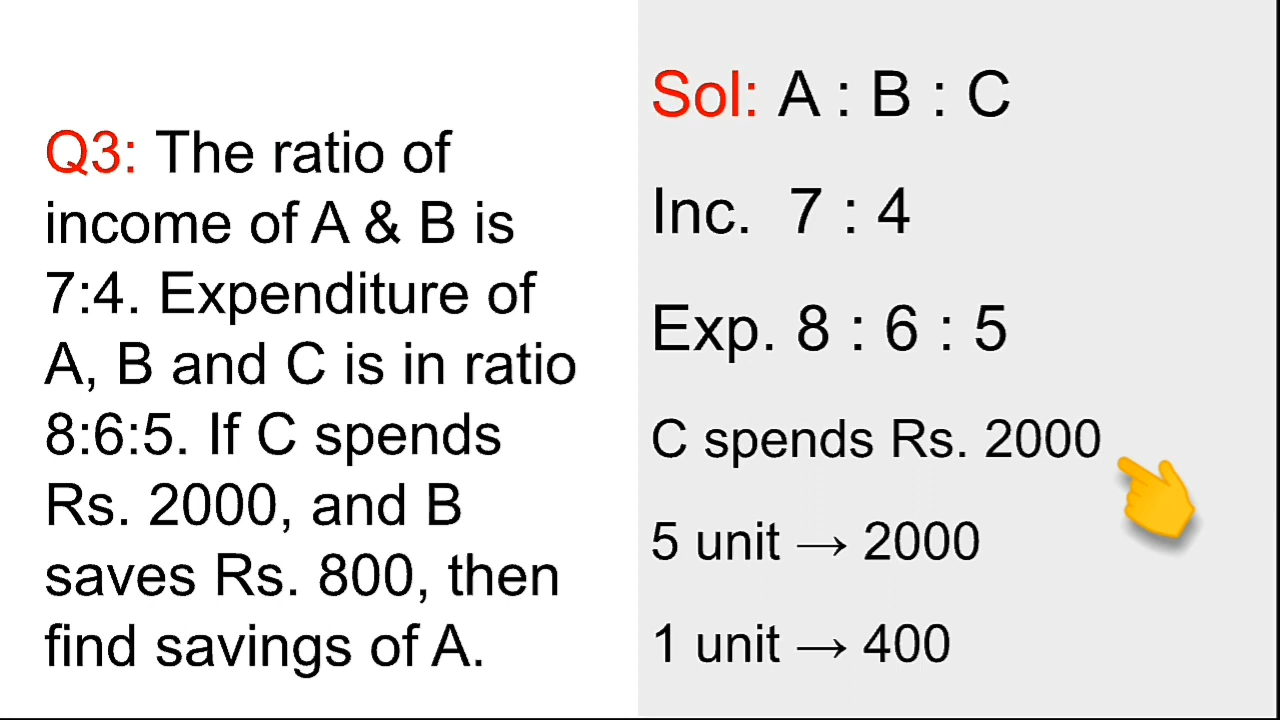 Q3: The ratio of
income of A & B is
7:4. Expenditure of
A, B and C is in ratio
8:6:5. If C spends
Rs. 2000, and B
saves Rs. 800, then
find savings of A.
Sol: A : B : C
Inc. 7 : 4
Exp. 8 : 6 : 5
C spends Rs. 2000
5 unit → 2000
1 unit → 400